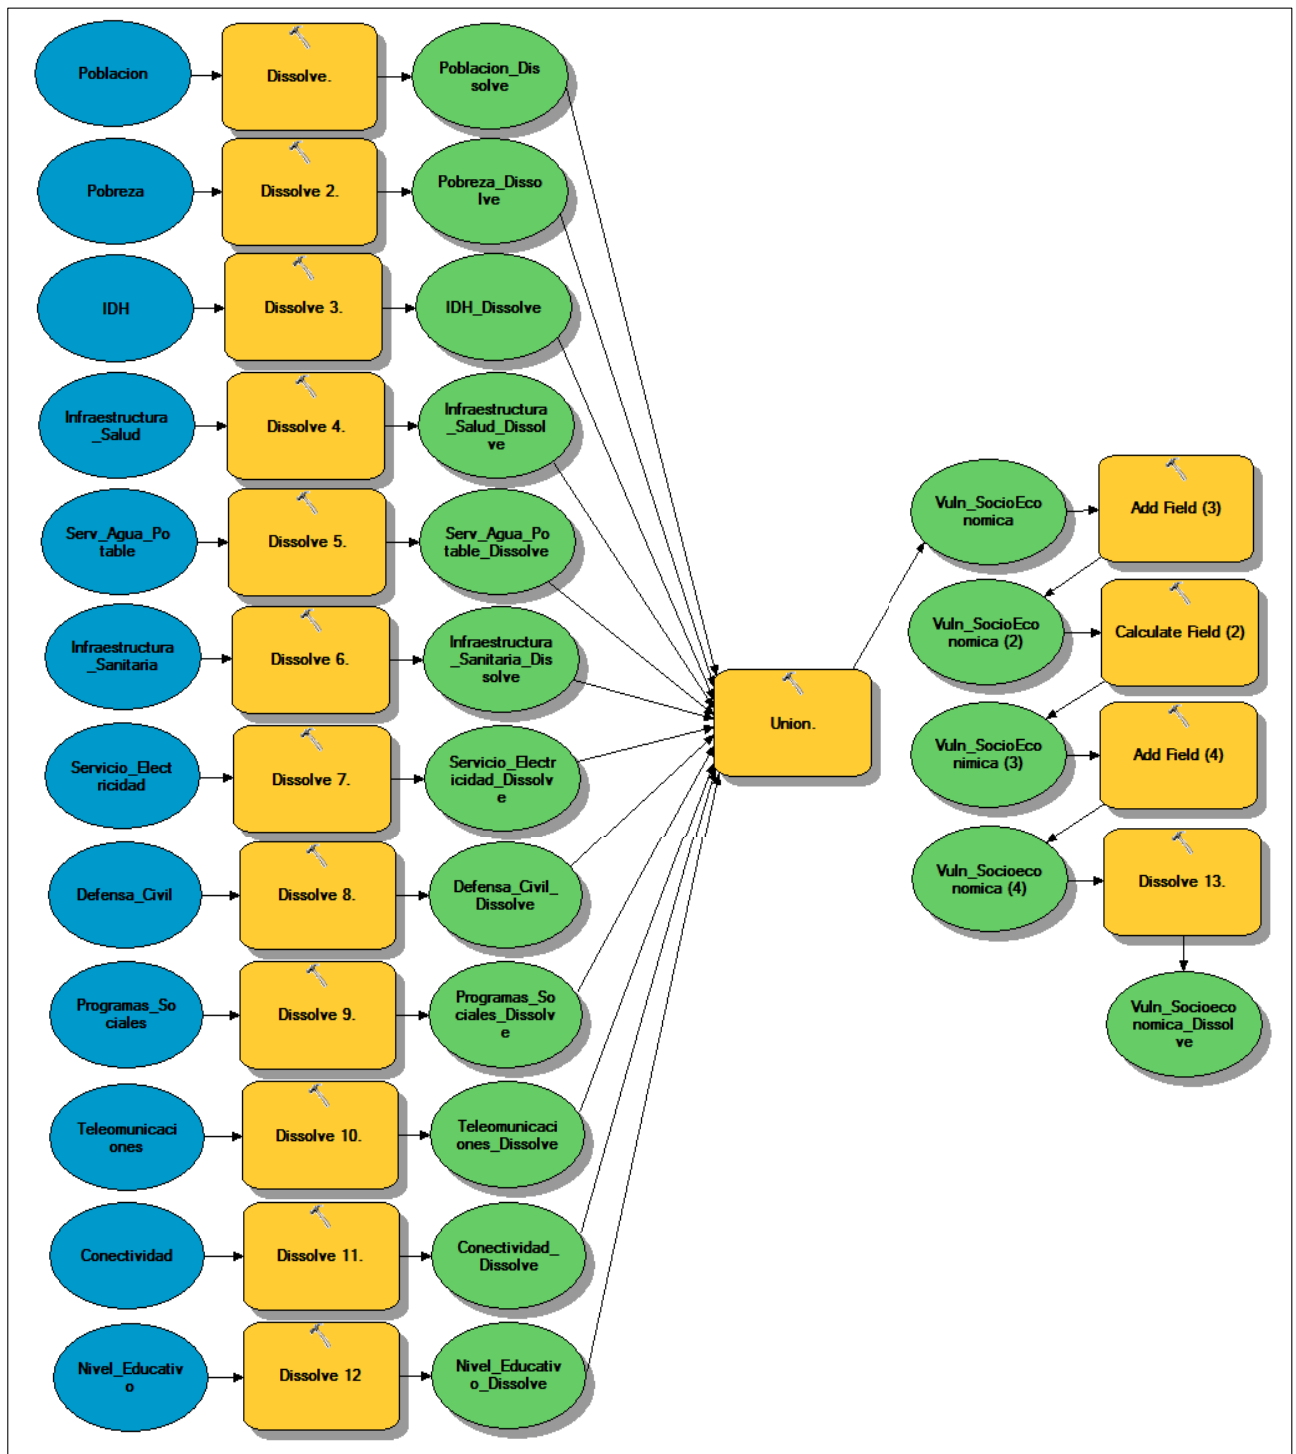 Poblacion
Dissolve.
Poblacion_Dis
solve
Pobreza
Dissolve 2.
Pobreza_Disso
lve
IDH
Dissolve 3.
IDH_Dissolve
Infraestructura
_Salud
Dissolve 4.
Infraestructura
_Salud_Dissol
ve
Serv_Agua_Po
table
Dissolve 5.
Serv_Agua_Po
table_Dissolve
Infraestructura
_Sanitaria
Dissolve 6.
Infraestructura
_Sanitaria_Dis
solve
Servicio_Elect
ricidad
Dissolve 7.
Servicio_Electr
icidad_Dissolv
e
Defensa_Civil
Dissolve 8.
Defensa_Civil_
Dissolve
Programas_So
ciales
Dissolve 9.
Programas_So
ciales_Dissolv
e
Teleomunicaci
ones
Dissolve 10.
Teleomunicaci
ones_Dissolve
Conectividad
Dissolve 11.
Conectividad_
Dissolve
Nivel_Educativ
o
Dissolve 12
Nivel_Educativ
o_Dissolve
Union.
Vuln_SocioEco
nomica
Add Field (3)
Vuln_SocioEco
nomica (2)
Calculate Field (2)
Vuln_SocioEco
nimica (3)
Add Field (4)
Vuln_Socioeco
nomica (4)
Dissolve 13.
Vuln_Socioeco
nomica_Dissol
ve